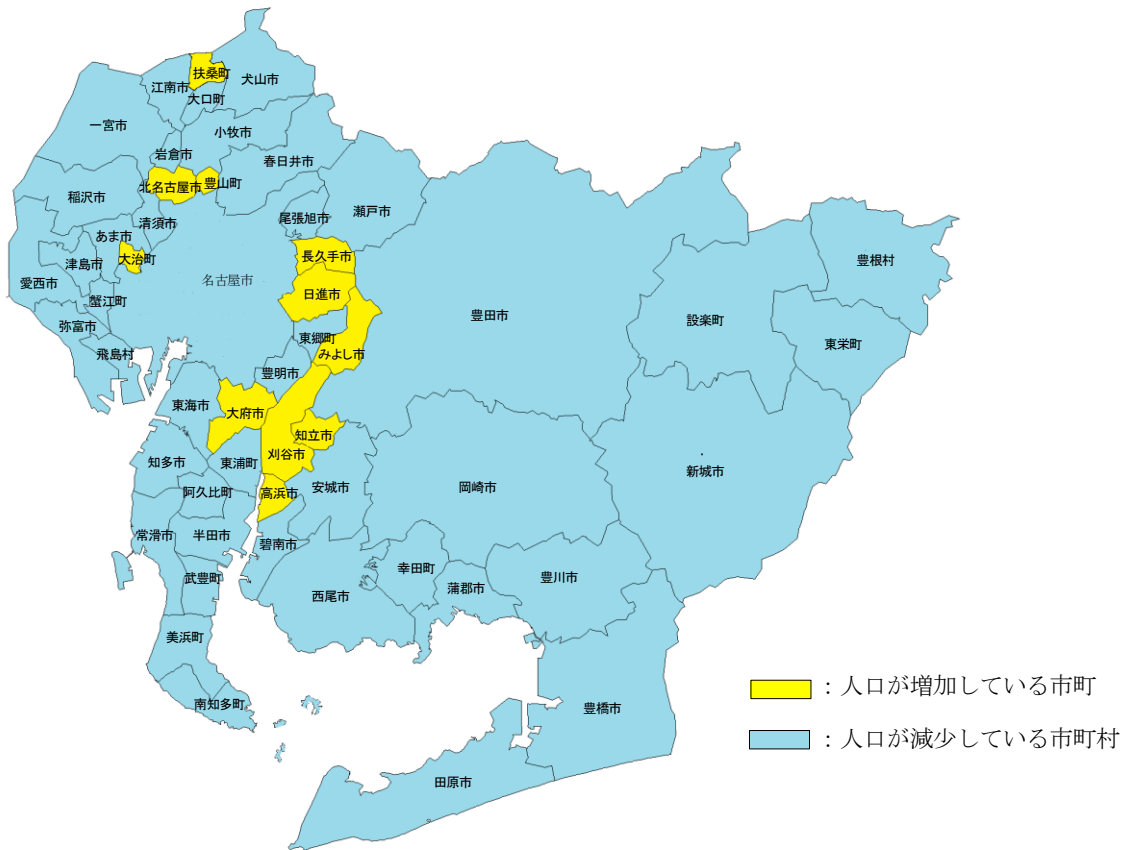 扶桑町
犬山市
江南市
大口町
一宮市
小牧市
岩倉市
春日井市
北名古屋市
豊山町
稲沢市
瀬戸市
尾張旭市
清須市
あま市
長久手市
大治町
津島市
豊根村
名古屋市
愛西市
日進市
蟹江町
豊田市
設楽町
弥富市
東郷町
東栄町
飛島村
みよし市
豊明市
東海市
大府市
知立市
刈谷市
知多市
東浦町
新城市
安城市
岡崎市
阿久比町
高浜市
常滑市
半田市
碧南市
幸田町
豊川市
武豊町
蒲郡市
西尾市
美浜町
南知多町
豊橋市
田原市
：人口が増加している市町
：人口が減少している市町村